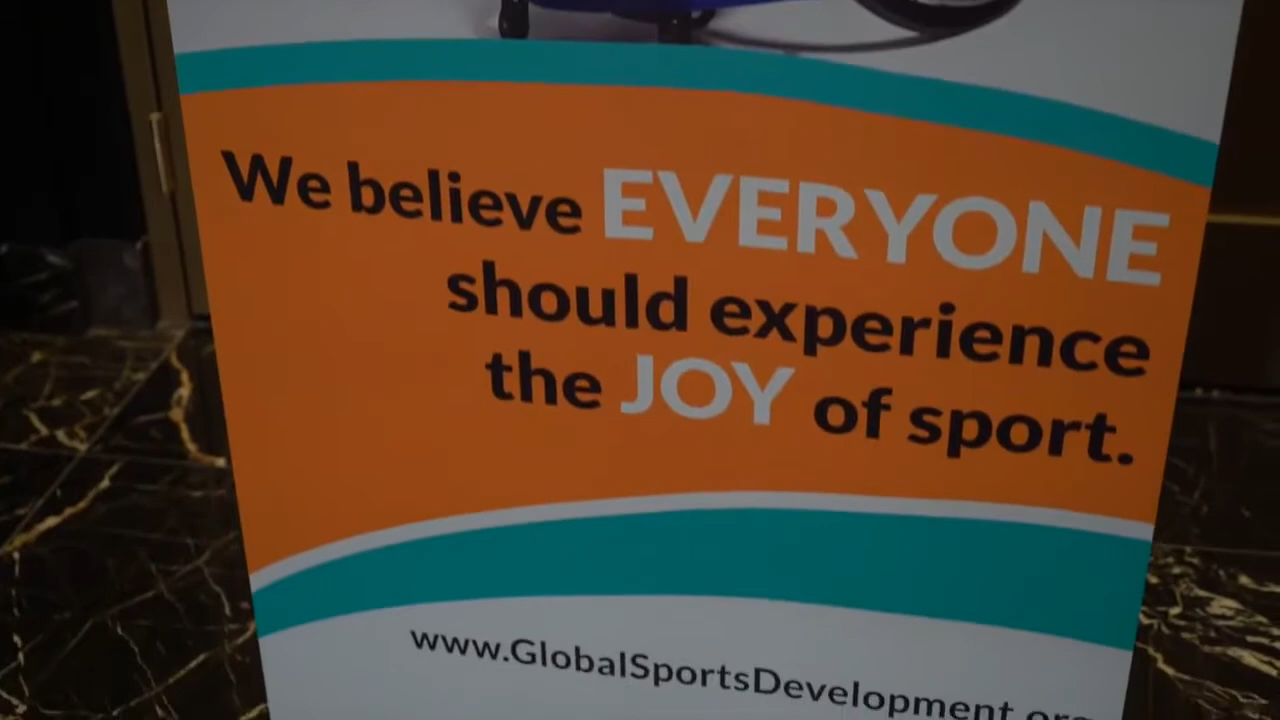 We believe EVERYONE
should experience
the JOY of sport.
www.GlobalSportsDevelopment.org